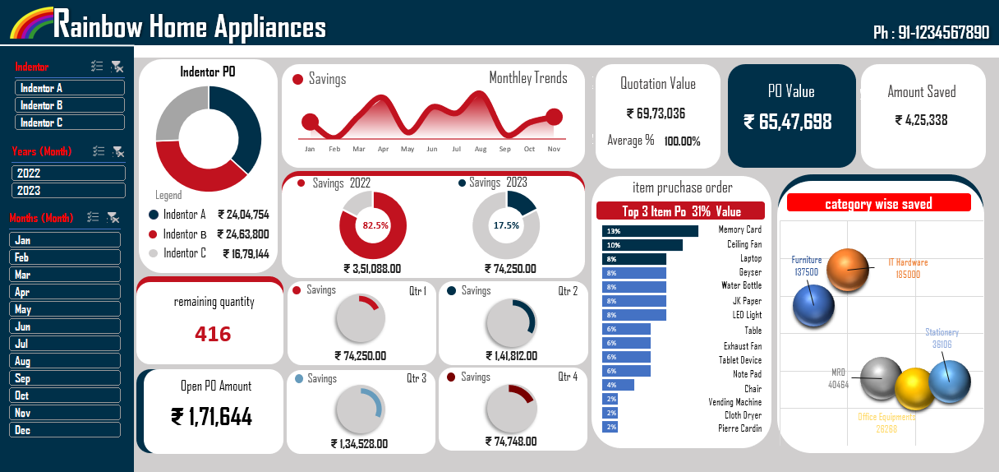 Rainbow Home Appliances
Ph : 91-1234567890
Indentor
Indentor A
Indentor B
Indentor C
Years (Month)
2022
2023
Months (Month)
Jan
Feb
Mar
Apr
May
Jun
Jul
Aug
Sep
Oct
Nov
Dec
Indentor PO
Legend
Indentor A ₹ 24,04,754
Indentor B ₹ 24,63,800
Indentor C ₹ 16,79,144
remaining quantity
416
Open PO Amount
₹ 1,71,644
Savings
Monthley Trends
Jan Feb Mar Apr May Jun Jul Aug Sep Oct Nov
Savings 2022
82.5%
₹ 3,51,088.00
Savings 2023
17.5%
₹ 74,250.00
Savings Qtr 1
₹ 74,250.00
Savings Qtr 2
₹ 1,41,812.00
Savings Qtr 3
₹ 1,34,528.00
Savings Qtr 4
₹ 74,748.00
Quotation Value
₹ 69,73,036
Average % 100.00%
PO Value
₹ 65,47,698
Amount Saved
₹ 4,25,338
item pruchase order
Top 3 Item Po 31% Value
13% Memory Card
10% Ceiling Fan
8% Laptop
8% Geyser
8% Water Bottle
8% JK Paper
8% LED Light
6% Table
6% Exhaust Fan
6% Tablet Device
6% Note Pad
4% Chair
2% Vending Machine
2% Cloth Dryer
2% Pierre Cardin
category wise saved
Furniture
137500
IT Hardware
185000
Stationery
36106
MRO
40464
Office Equipments
26268